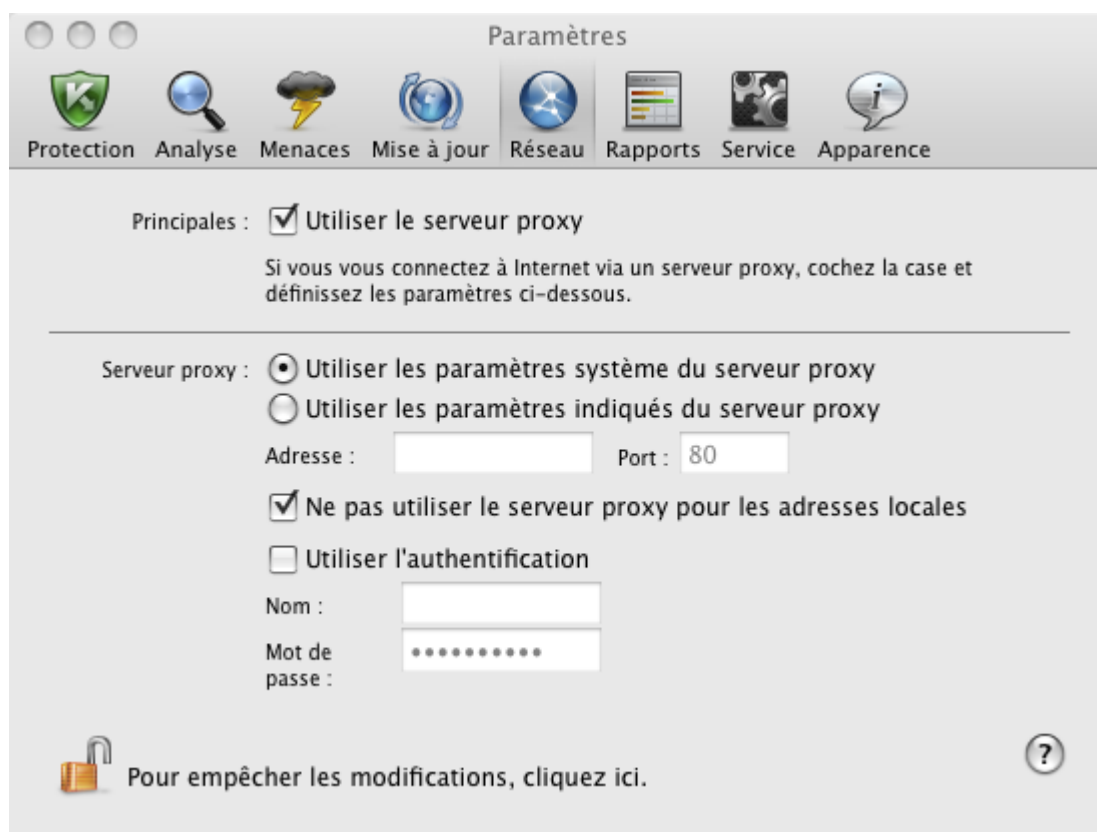 Paramètres
Protection Analyse Menaces Mise à jour Réseau Rapports Service Apparence
Principales : Utiliser le serveur proxy
Si vous vous connectez à Internet via un serveur proxy, cochez la case et
définissez les paramètres ci-dessous.
Serveur proxy : Utiliser les paramètres système du serveur proxy
Utiliser les paramètres indiqués du serveur proxy
Adresse : Port : 80
Ne pas utiliser le serveur proxy pour les adresses locales
Utiliser l'authentification
Nom :
Mot de ••••••••••
passe :
?
Pour empêcher les modifications, cliquez ici.